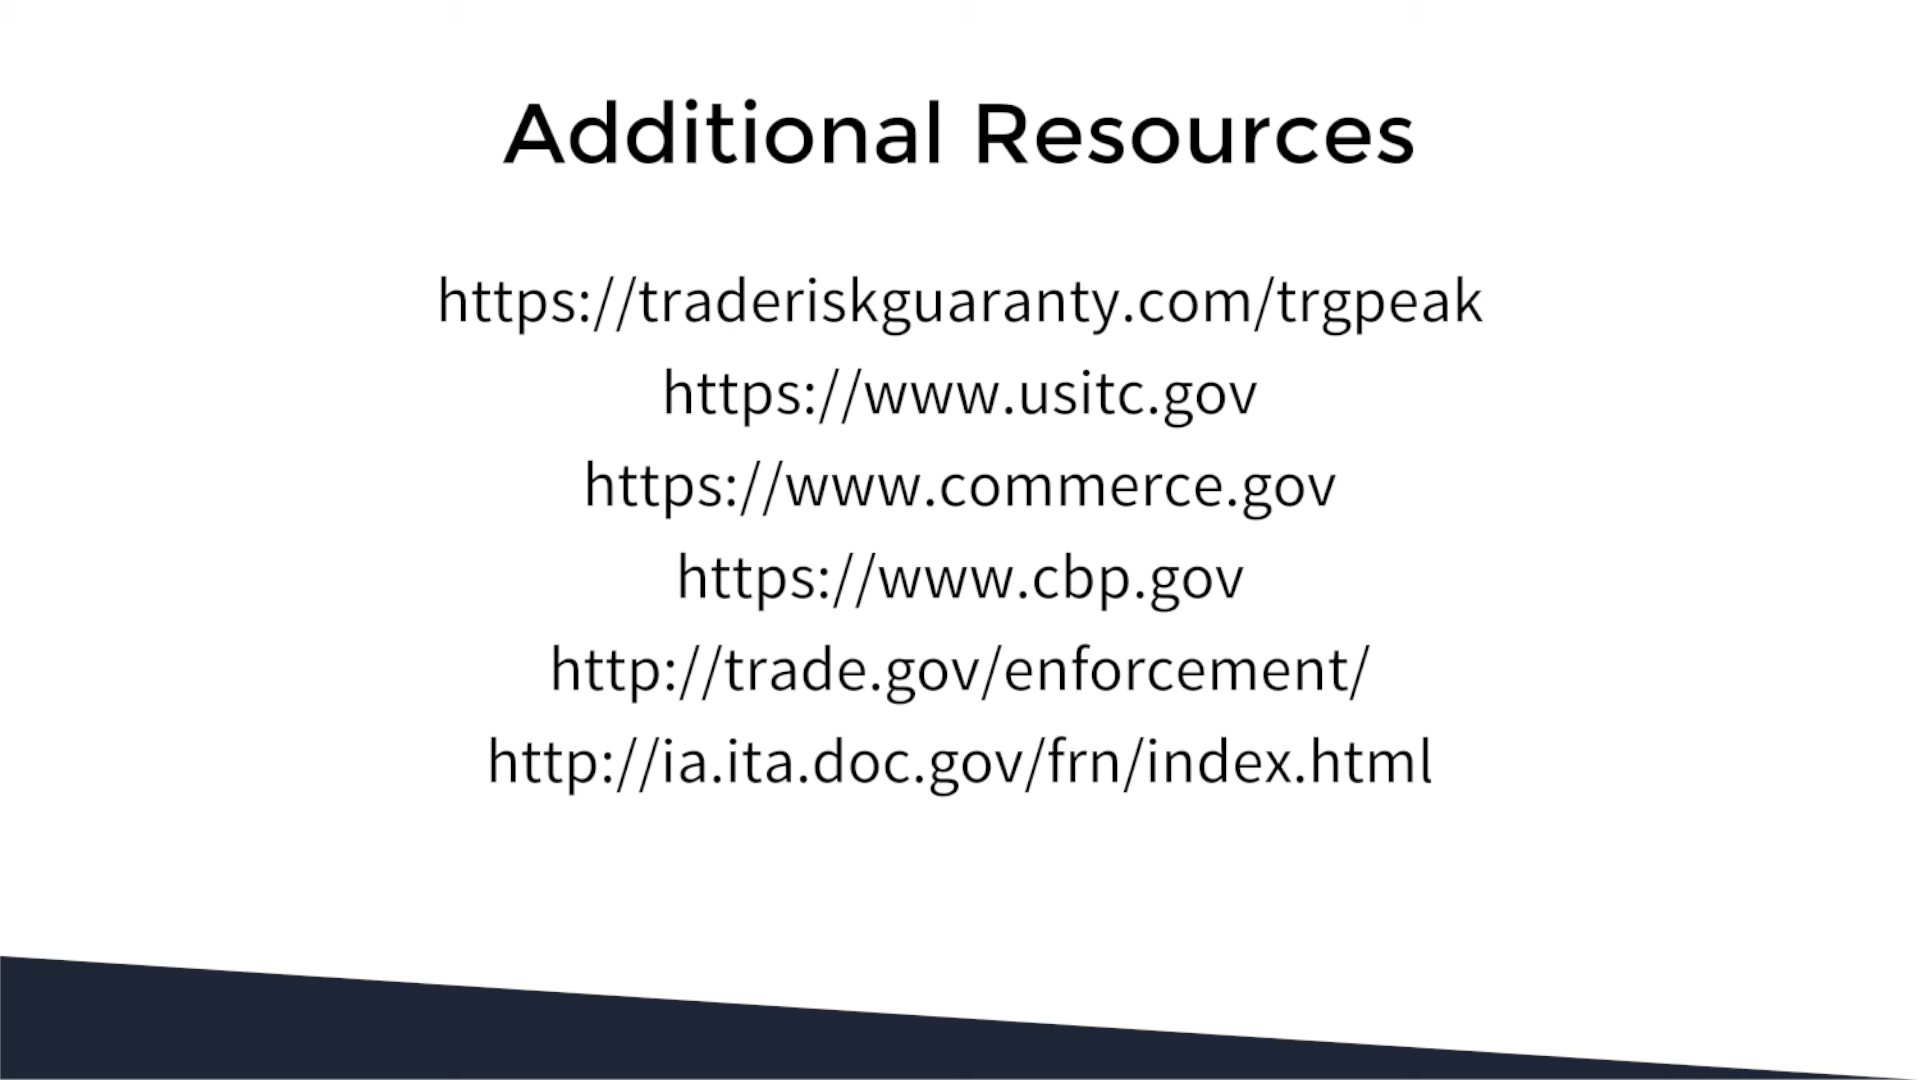 Additional Resources
https://traderiskguaranty.com/trgpeak
https://www.usitc.gov
https://www.commerce.gov
https://www.cbp.gov
http://trade.gov/enforcement/
http://ia.ita.doc.gov/frn/index.html